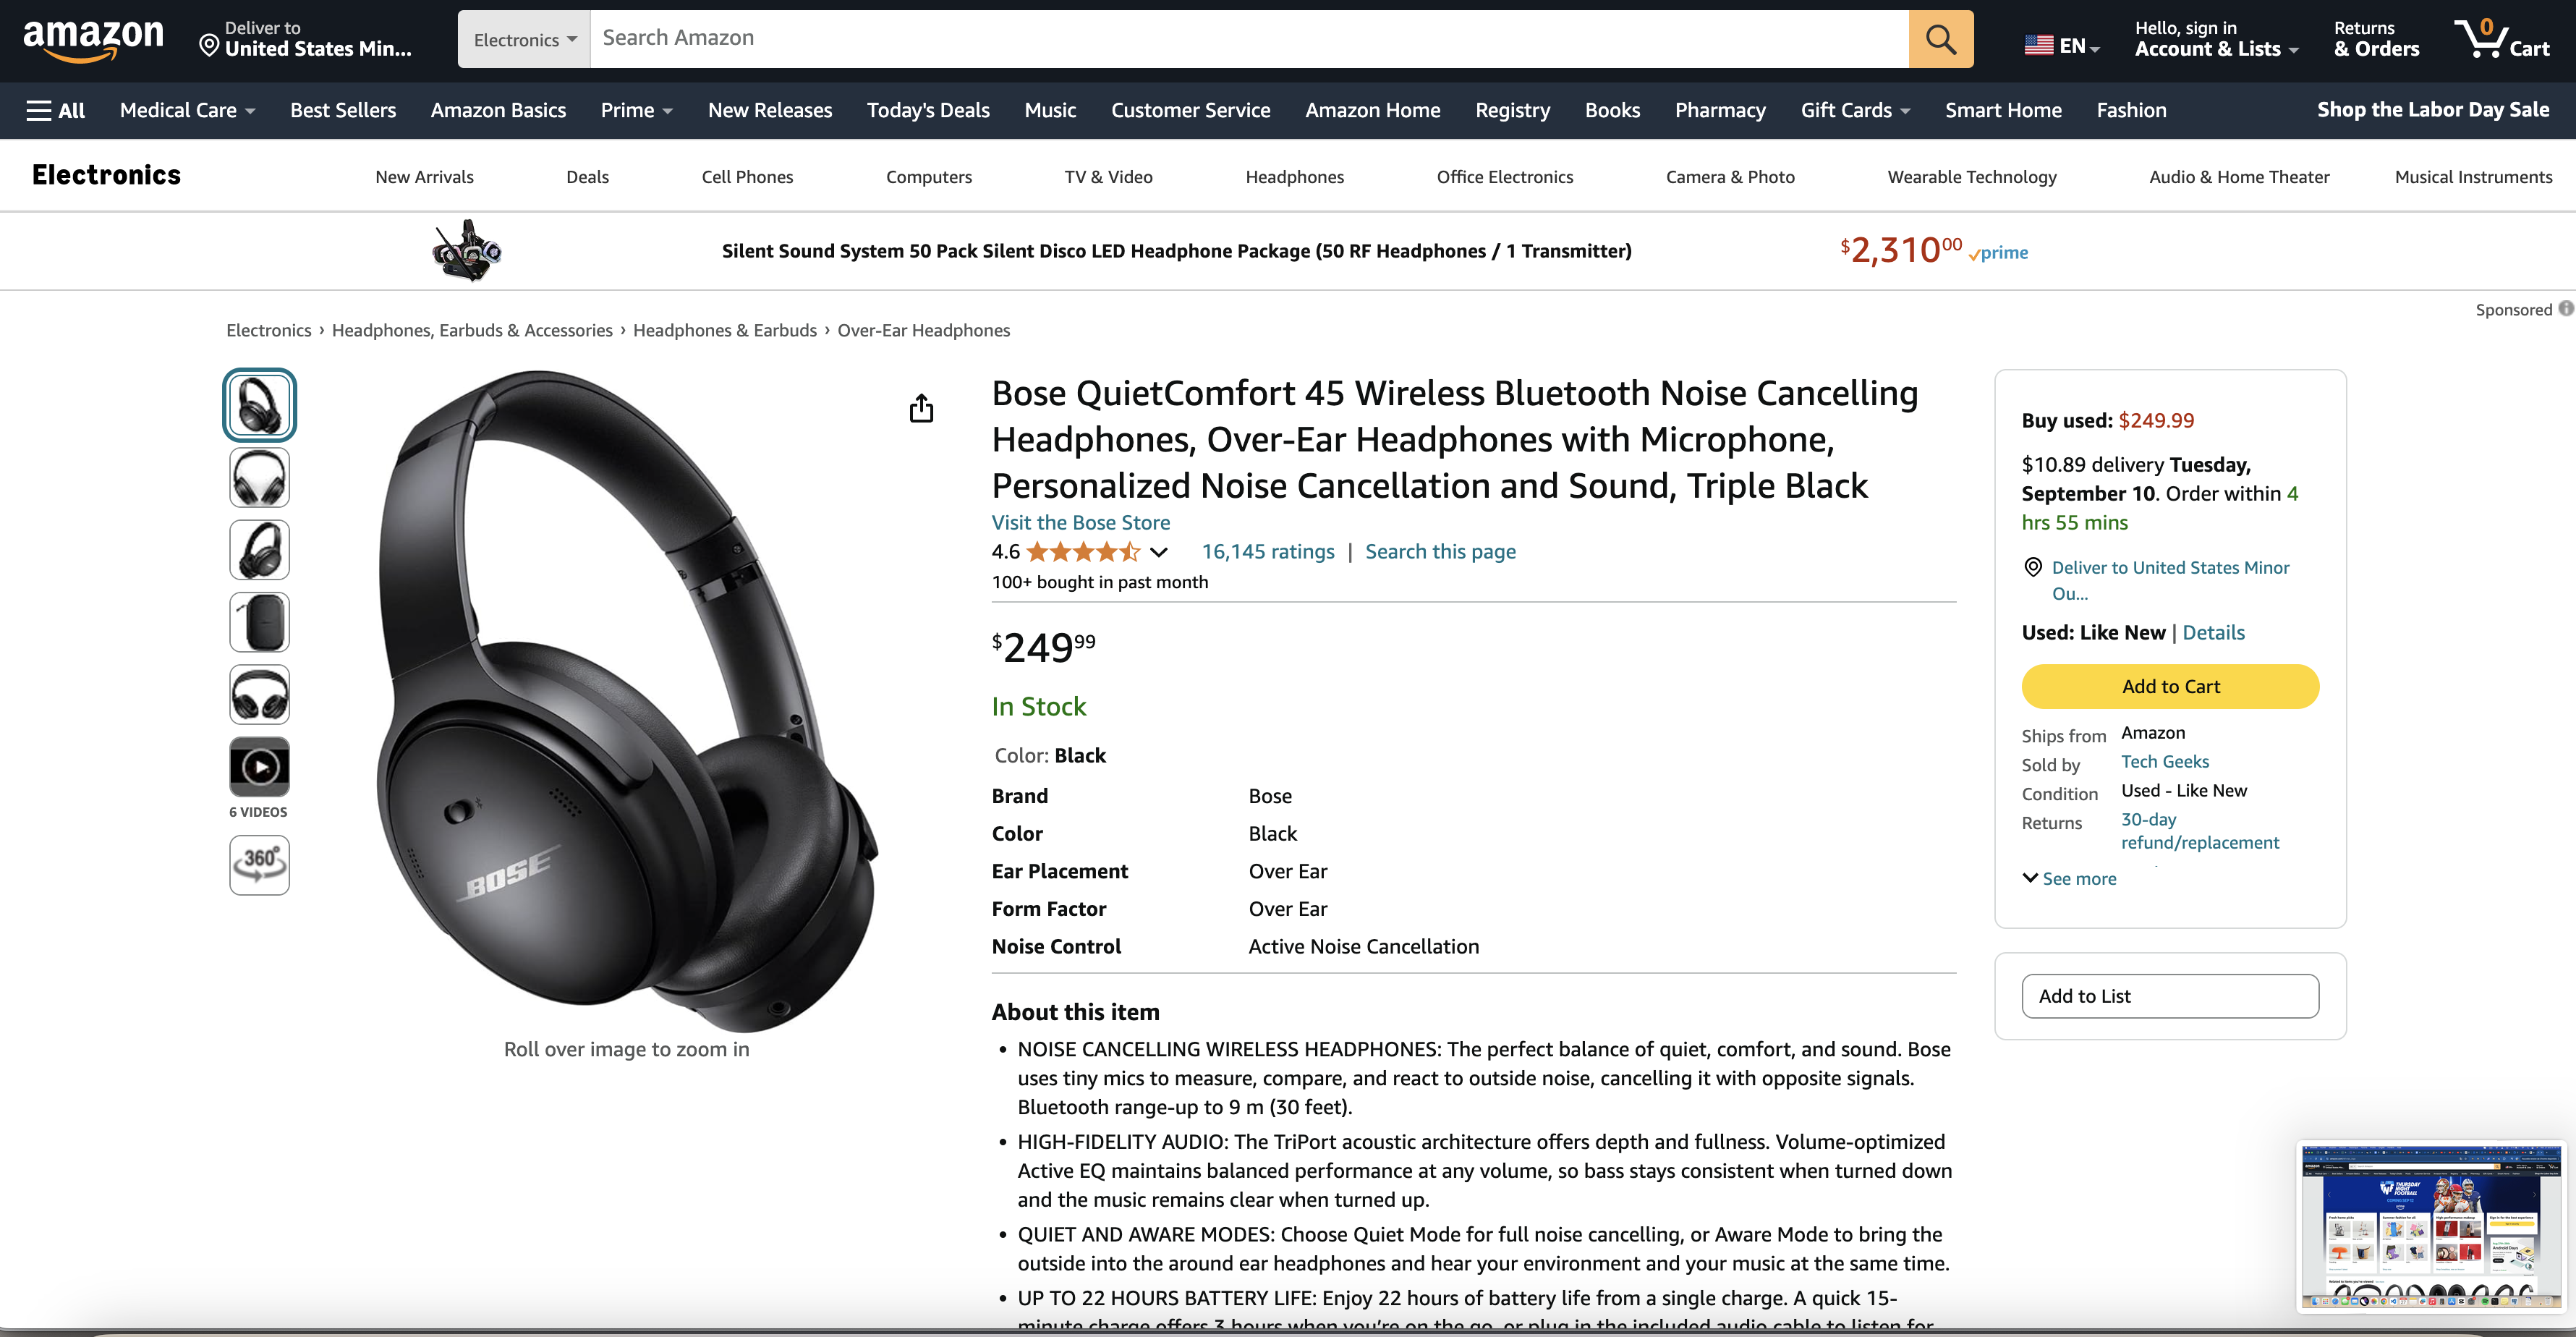 amazon
Deliver to
United States Min...
Electronics
Search Amazon
EN
Hello, sign in
Account & Lists
Returns
& Orders
0
Cart
All
Medical Care
Best Sellers
Amazon Basics
Prime
New Releases
Today's Deals
Music
Customer Service
Amazon Home
Registry
Books
Pharmacy
Gift Cards
Smart Home
Fashion
Shop the Labor Day Sale
Electronics
New Arrivals
Deals
Cell Phones
Computers
TV & Video
Headphones
Office Electronics
Camera & Photo
Wearable Technology
Audio & Home Theater
Musical Instruments
Silent Sound System 50 Pack Silent Disco LED Headphone Package (50 RF Headphones / 1 Transmitter)
$2,31000 prime
Sponsored
Electronics › Headphones, Earbuds & Accessories › Headphones & Earbuds › Over-Ear Headphones
6 VIDEOS
360°
BOSE
Roll over image to zoom in
Bose QuietComfort 45 Wireless Bluetooth Noise Cancelling
Headphones, Over-Ear Headphones with Microphone,
Personalized Noise Cancellation and Sound, Triple Black
Visit the Bose Store
4.6
16,145 ratings | Search this page
100+ bought in past month
$24999
In Stock
Color: Black
Brand Bose
Color Black
Ear Placement Over Ear
Form Factor Over Ear
Noise Control Active Noise Cancellation
About this item
• NOISE CANCELLING WIRELESS HEADPHONES: The perfect balance of quiet, comfort, and sound. Bose
uses tiny mics to measure, compare, and react to outside noise, cancelling it with opposite signals.
Bluetooth range-up to 9 m (30 feet).
• HIGH-FIDELITY AUDIO: The TriPort acoustic architecture offers depth and fullness. Volume-optimized
Active EQ maintains balanced performance at any volume, so bass stays consistent when turned down
and the music remains clear when turned up.
• QUIET AND AWARE MODES: Choose Quiet Mode for full noise cancelling, or Aware Mode to bring the
outside into the around ear headphones and hear your environment and your music at the same time.
• UP TO 22 HOURS BATTERY LIFE: Enjoy 22 hours of battery life from a single charge. A quick 15-
minute charge offers 3 hours when you're on the go, or plug in the included audio cable to listen for
Buy used: $249.99
$10.89 delivery Tuesday,
September 10. Order within 4
hrs 55 mins
Deliver to United States Minor
Ou...
Used: Like New | Details
Add to Cart
Ships from Amazon
Sold by Tech Geeks
Condition Used - Like New
Returns 30-day
refund/replacement
See more
Add to List
THURSDAY
NIGHT
FOOTBALL